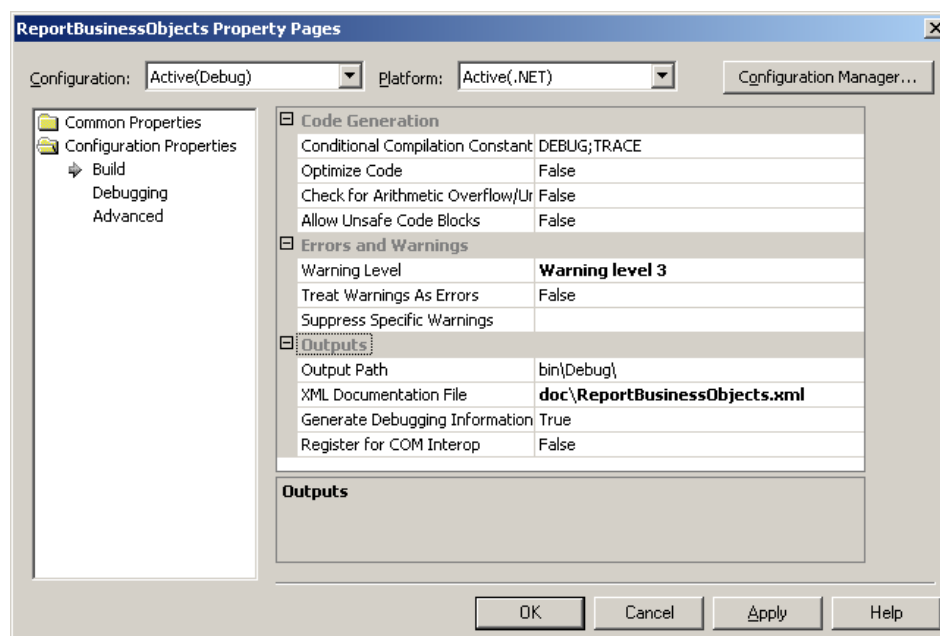 ReportBusinessObjects Property Pages
Configuration: Active(Debug) Platform: Active(.NET) Configuration Manager...
Common Properties
Configuration Properties
Build
Debugging
Advanced
Code Generation
Conditional Compilation Constant DEBUG;TRACE
Optimize Code False
Check for Arithmetic Overflow/Ur False
Allow Unsafe Code Blocks False
Errors and Warnings
Warning Level Warning level 3
Treat Warnings As Errors False
Suppress Specific Warnings
Outputs
Output Path bin\Debug\
XML Documentation File doc\ReportBusinessObjects.xml
Generate Debugging Information True
Register for COM Interop False
Outputs
OK Cancel Apply Help